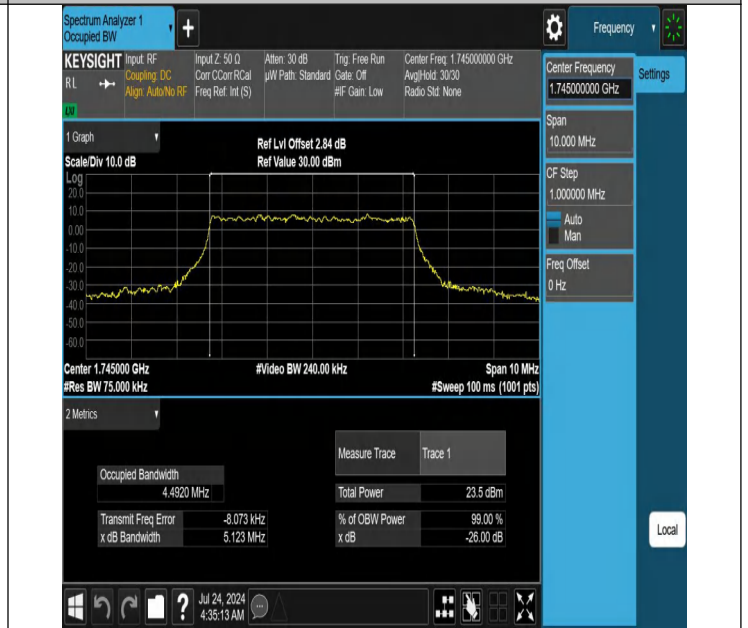 Spectrum Analyzer 1
Occupied BW
+
Frequency
KEYSIGHT
RL
LXI
Input: RF
Coupling: DC
Align: Auto/No RF
Input Z: 50 Ω
Corr CCorr RCal
Freq Ref: Int (S)
Atten: 30 dB
µW Path: Standard
Trig: Free Run
Gate: Off
#IF Gain: Low
Center Freq: 1.745000000 GHz
Avg|Hold: 30/30
Radio Std: None
Center Frequency
1.745000000 GHz
Settings
Span
10.000 MHz
CF Step
1.000000 MHz
Auto
Man
Freq Offset
0 Hz
1 Graph
Scale/Div 10.0 dB
Ref Lvl Offset 2.84 dB
Ref Value 30.00 dBm
Log
20.0
10.0
0.00
-10.0
-20.0
-30.0
-40.0
-50.0
-60.0
Center 1.745000 GHz
#Video BW 240.00 kHz
Span 10 MHz
#Res BW 75.000 kHz
#Sweep 100 ms (1001 pts)
2 Metrics
Measure Trace
Trace 1
Occupied Bandwidth
4.4920 MHz
Total Power
23.5 dBm
Transmit Freq Error
-8.073 kHz
% of OBW Power
99.00 %
x dB Bandwidth
5.123 MHz
x dB
-26.00 dB
Local
?
Jul 24, 2024
4:35:13 AM